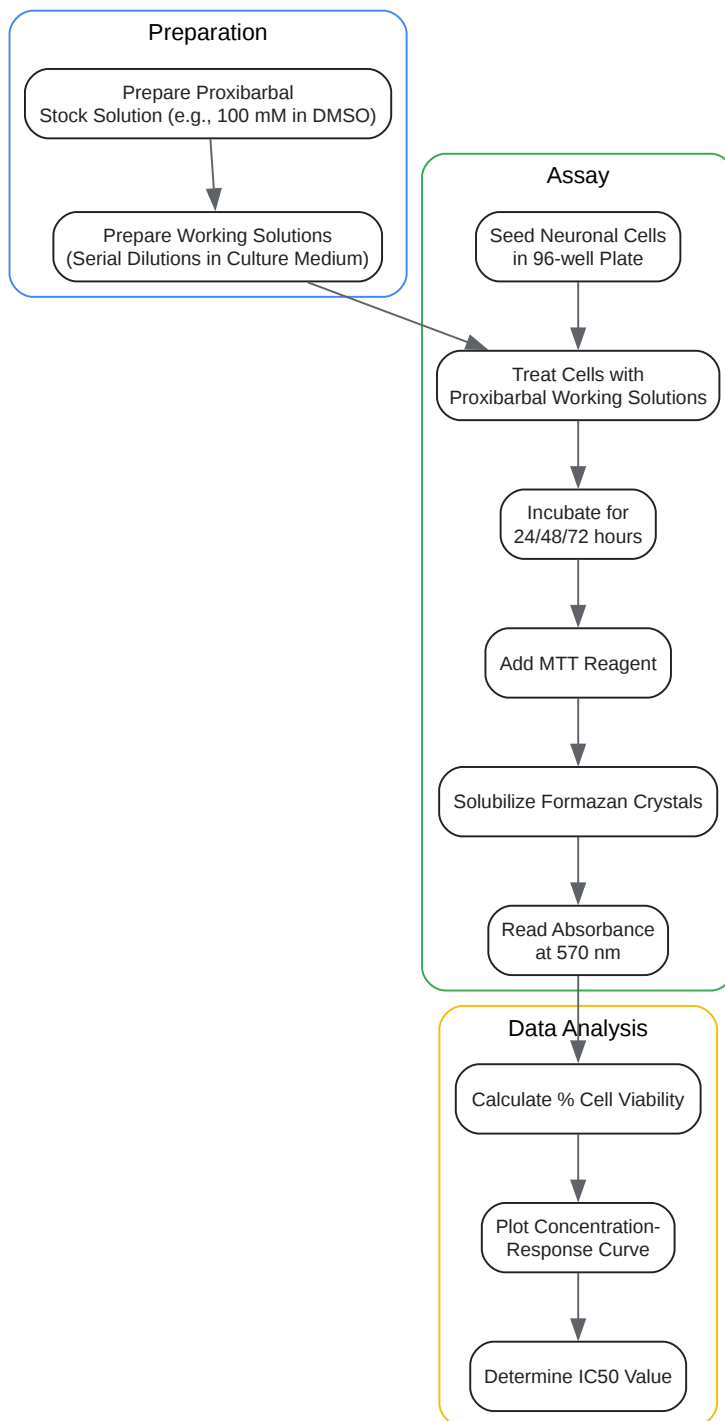 Preparation
Prepare Proxibarbal
Stock Solution (e.g., 100 mM in DMSO)
Prepare Working Solutions
(Serial Dilutions in Culture Medium)
Assay
Seed Neuronal Cells
in 96-well Plate
Treat Cells with
Proxibarbal Working Solutions
Incubate for
24/48/72 hours
Add MTT Reagent
Solubilize Formazan Crystals
Read Absorbance
at 570 nm
Data Analysis
Calculate % Cell Viability
Plot Concentration-
Response Curve
Determine IC50 Value